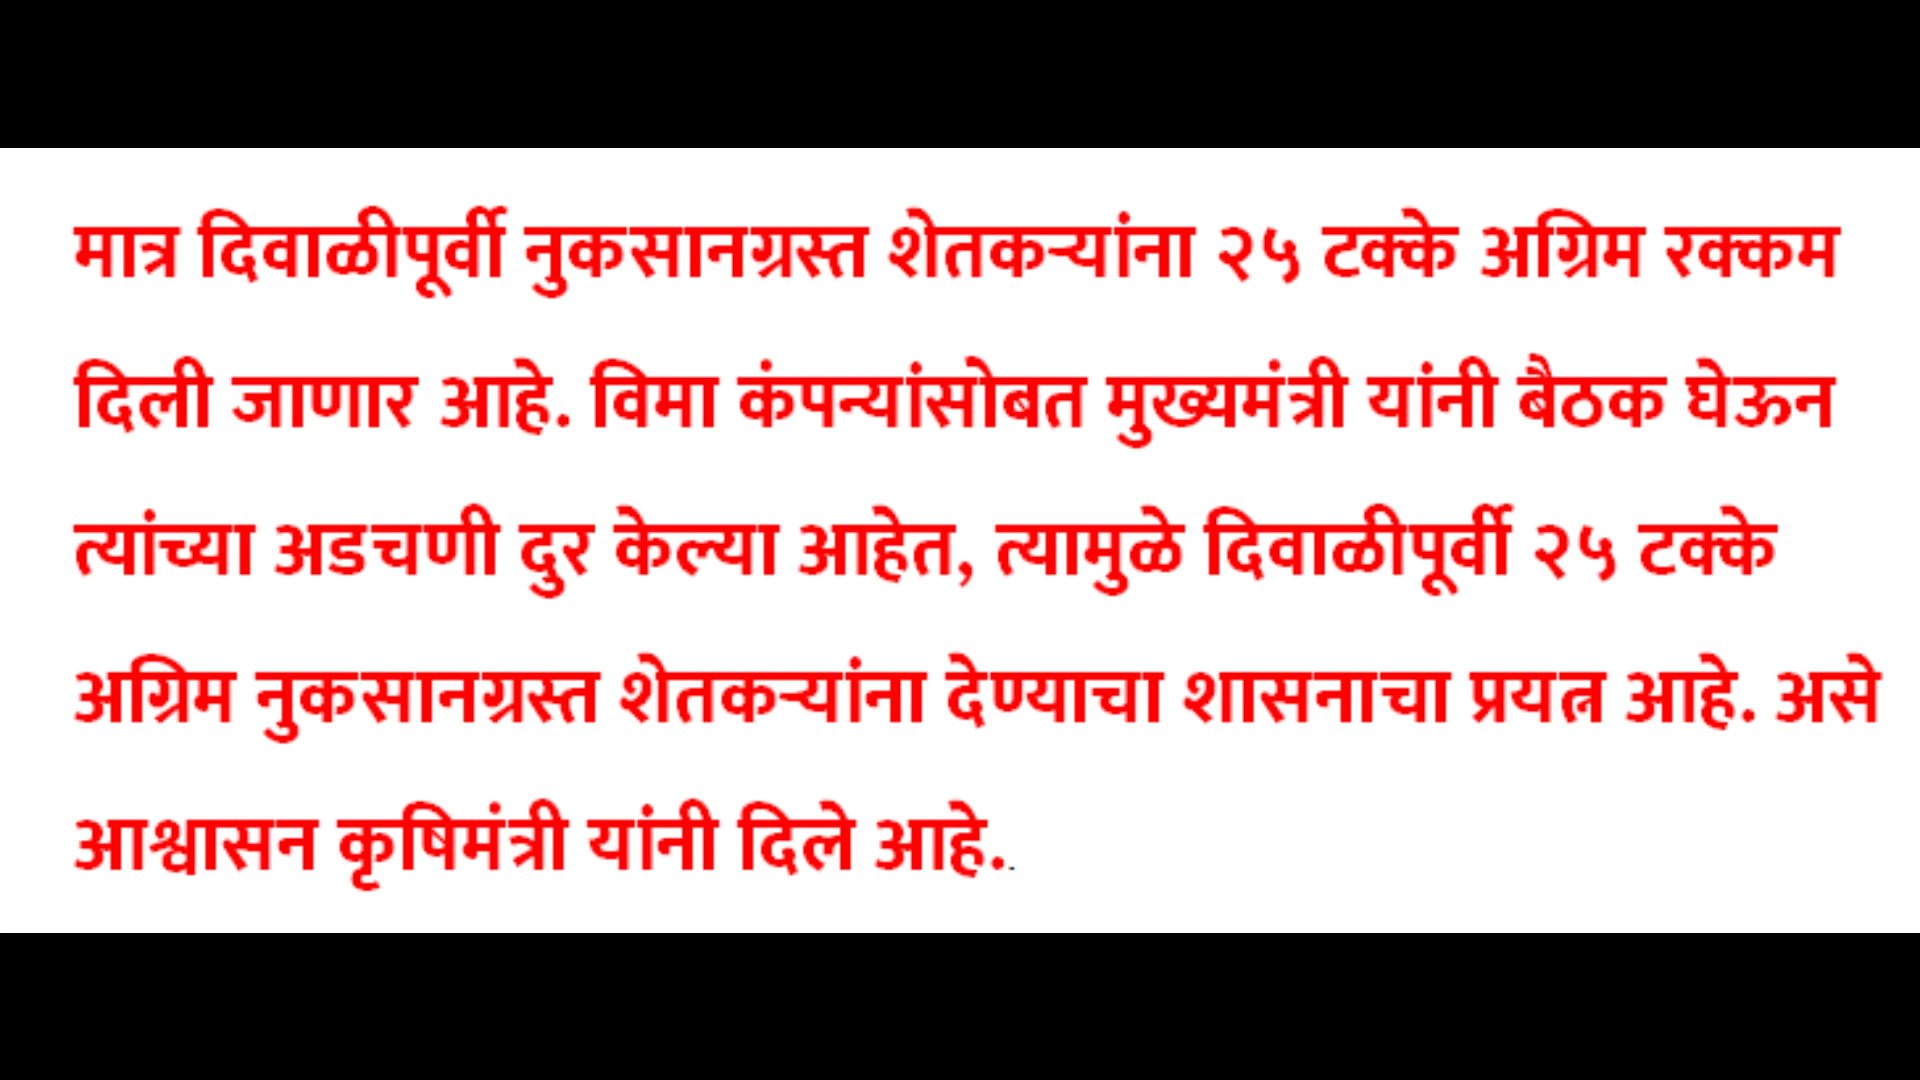 मात्र दिवाळीपूर्वी नुकसानग्रस्त शेतकऱ्यांना २५ टक्के अग्रिम रक्कम
दिली जाणार आहे. विमा कंपन्यांसोबत मुख्यमंत्री यांनी बैठक घेऊन
त्यांच्या अडचणी दुर केल्या आहेत, त्यामुळे दिवाळीपूर्वी २५ टक्के
अग्रिम नुकसानग्रस्त शेतकऱ्यांना देण्याचा शासनाचा प्रयत्न आहे. असे
आश्वासन कृषिमंत्री यांनी दिले आहे..